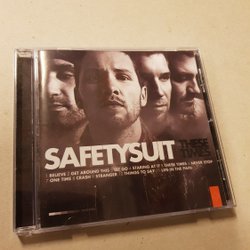 SAFETYSUIT
THESE TIMES
| BELIEVE | GET AROUND THIS | LET GO | STARING AT IT | THESE TIMES | NEVER STOP
| ONE TIME | CRASH | STRANGER | THINGS TO SAY | LIFE IN THE PAIN |